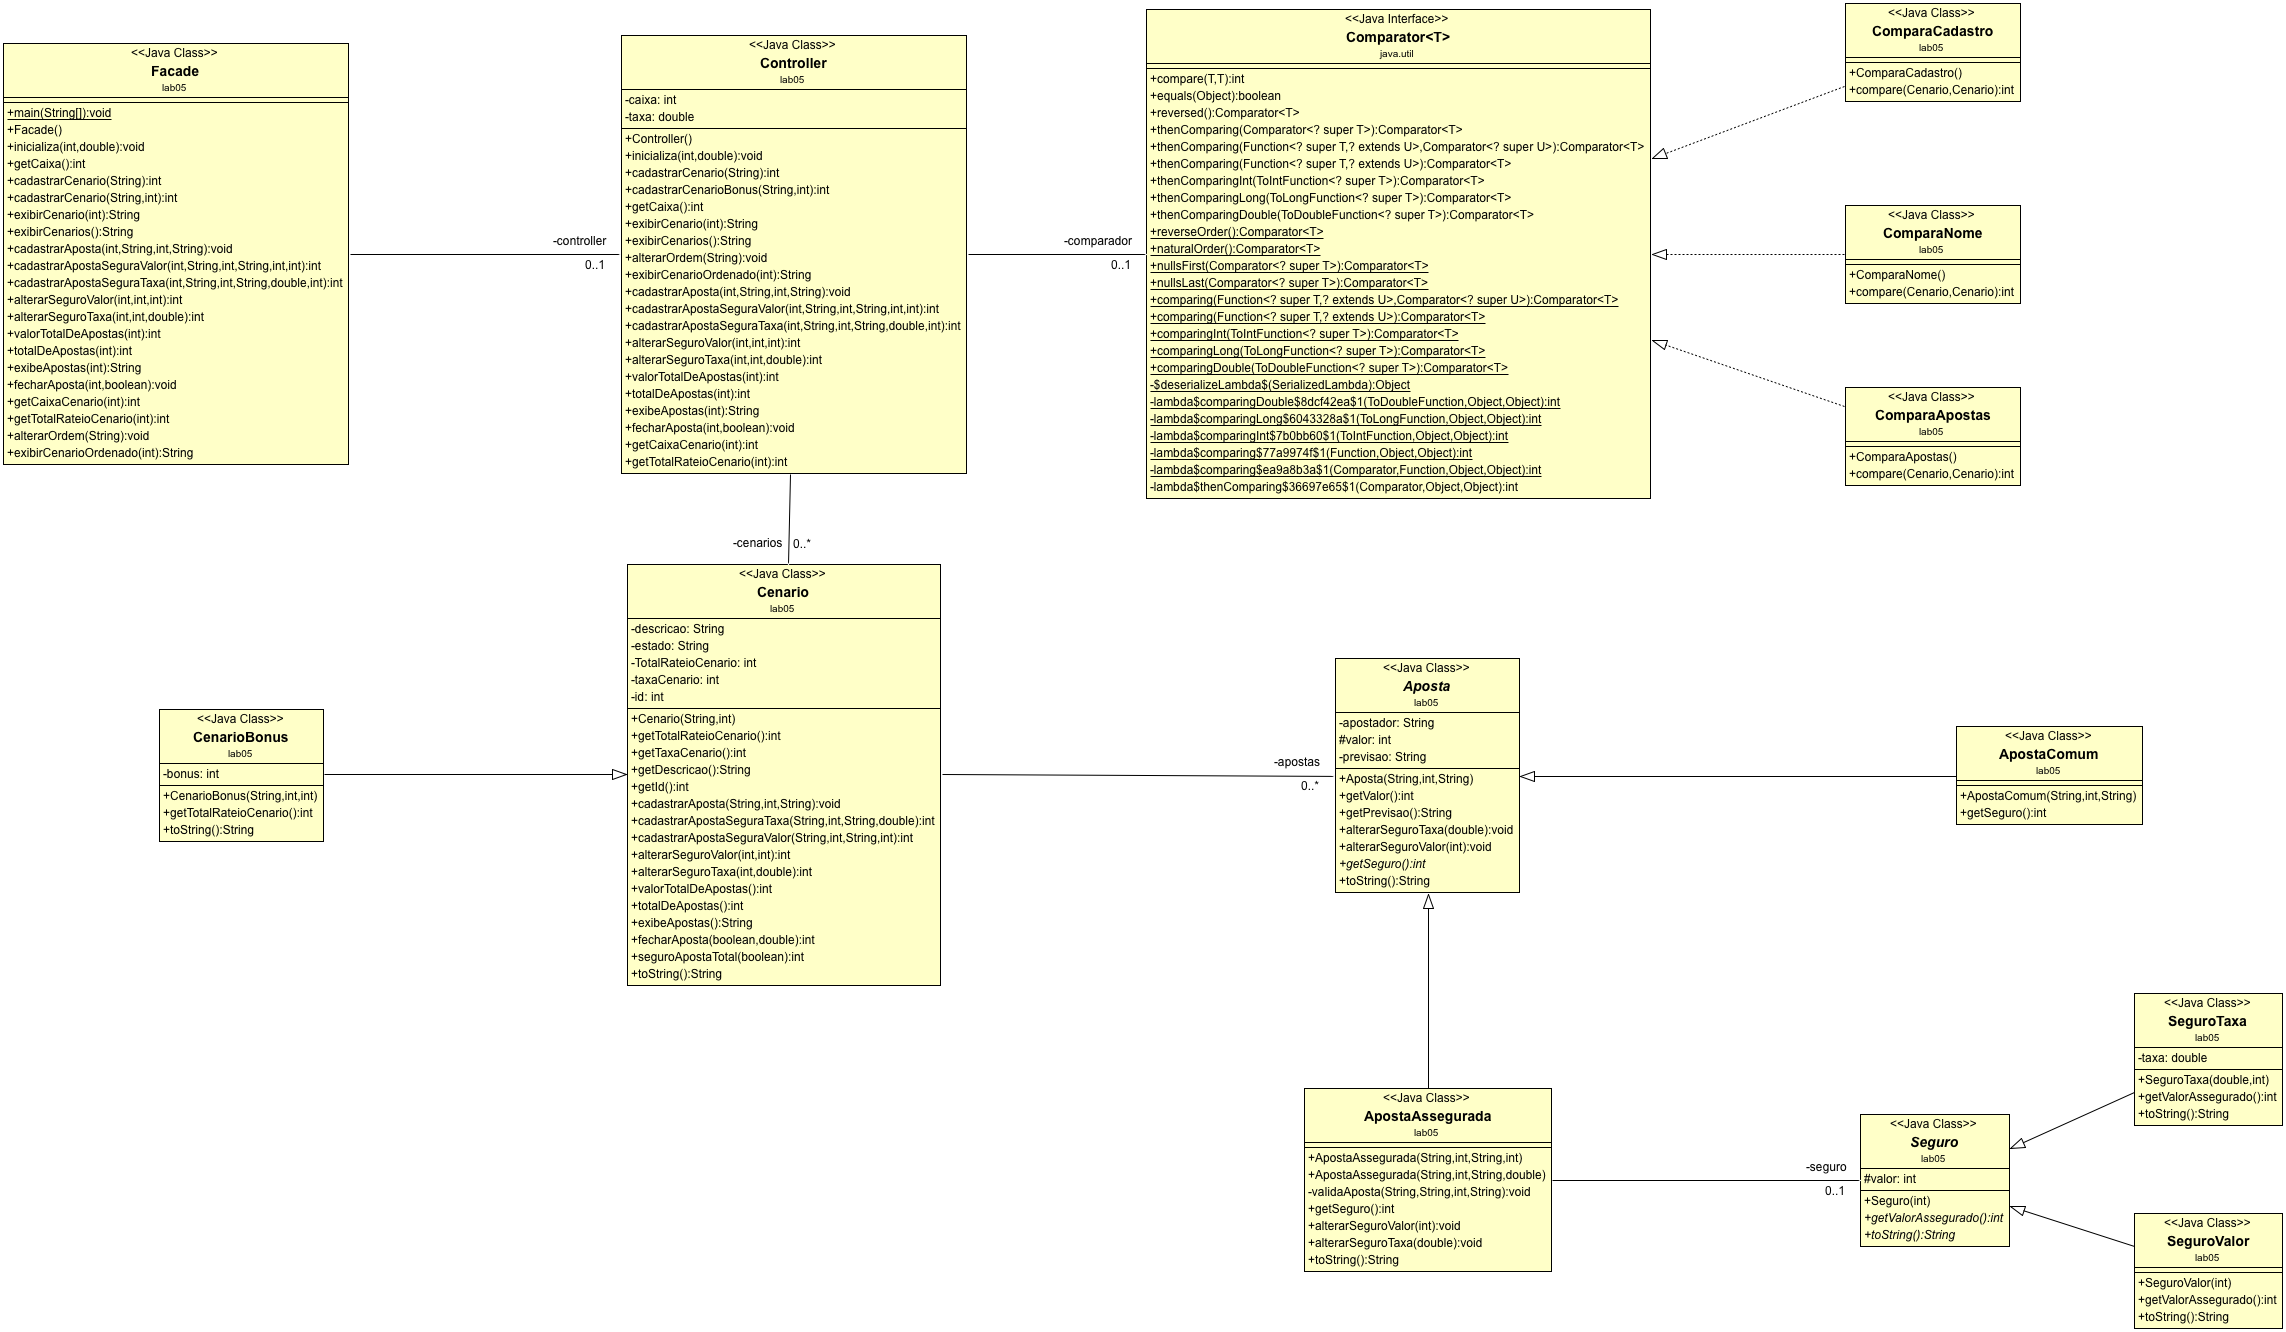 <<Java Class>>
Facade
lab05
+main(String[]):void
+Facade()
+inicializa(int,double):void
+getCaixa():int
+cadastrarCenario(String):int
+cadastrarCenario(String,int):int
+exibirCenario(int):String
+exibirCenarios():String
+cadastrarAposta(int,String,int,String):void
+cadastrarApostaSeguraValor(int,String,int,String,int,int):int
+cadastrarApostaSeguraTaxa(int,String,int,String,double,int):int
+alterarSeguroValor(int,int,int):int
+alterarSeguroTaxa(int,int,double):int
+valorTotalDeApostas(int):int
+totalDeApostas(int):int
+exibeApostas(int):String
+fecharAposta(int,boolean):void
+getCaixaCenario(int):int
+getTotalRateioCenario(int):int
+alterarOrdem(String):void
+exibirCenarioOrdenado(int):String
-controller
0..1
<<Java Class>>
Controller
lab05
-caixa: int
-taxa: double
+Controller()
+inicializa(int,double):void
+cadastrarCenario(String):int
+cadastrarCenarioBonus(String,int):int
+getCaixa():int
+exibirCenario(int):String
+exibirCenarios():String
+alterarOrdem(String):void
+exibirCenarioOrdenado(int):String
+cadastrarAposta(int,String,int,String):void
+cadastrarApostaSeguraValor(int,String,int,String,int,int):int
+cadastrarApostaSeguraTaxa(int,String,int,String,double,int):int
+alterarSeguroValor(int,int,int):int
+alterarSeguroTaxa(int,int,double):int
+valorTotalDeApostas(int):int
+totalDeApostas(int):int
+exibeApostas(int):String
+fecharAposta(int,boolean):void
+getCaixaCenario(int):int
+getTotalRateioCenario(int):int
-comparador
0..1
<<Java Interface>>
Comparator<T>
java.util
+compare(T,T):int
+equals(Object):boolean
+reversed():Comparator<T>
+thenComparing(Comparator<? super T>):Comparator<T>
+thenComparing(Function<? super T,? extends U>,Comparator<? super U>):Comparator<T>
+thenComparing(Function<? super T,? extends U>):Comparator<T>
+thenComparingInt(ToIntFunction<? super T>):Comparator<T>
+thenComparingLong(ToLongFunction<? super T>):Comparator<T>
+thenComparingDouble(ToDoubleFunction<? super T>):Comparator<T>
+reverseOrder():Comparator<T>
+naturalOrder():Comparator<T>
+nullsFirst(Comparator<? super T>):Comparator<T>
+nullsLast(Comparator<? super T>):Comparator<T>
+comparing(Function<? super T,? extends U>,Comparator<? super U>):Comparator<T>
+comparing(Function<? super T,? extends U>):Comparator<T>
+comparingInt(ToIntFunction<? super T>):Comparator<T>
+comparingLong(ToLongFunction<? super T>):Comparator<T>
+comparingDouble(ToDoubleFunction<? super T>):Comparator<T>
-$deserializeLambda$(SerializedLambda):Object
-lambda$comparingDouble$8dcf42ea$1(ToDoubleFunction,Object,Object):int
-lambda$comparingLong$6043328a$1(ToLongFunction,Object,Object):int
-lambda$comparingInt$7b0bb60$1(ToIntFunction,Object,Object):int
-lambda$comparing$77a9974f$1(Function,Object,Object):int
-lambda$comparing$ea9a8b3a$1(Comparator,Function,Object,Object):int
-lambda$thenComparing$36697e65$1(Comparator,Object,Object):int
<<Java Class>>
ComparaCadastro
lab05
+ComparaCadastro()
+compare(Cenario,Cenario):int
<<Java Class>>
ComparaNome
lab05
+ComparaNome()
+compare(Cenario,Cenario):int
<<Java Class>>
ComparaApostas
lab05
+ComparaApostas()
+compare(Cenario,Cenario):int
-cenarios
0..*
<<Java Class>>
CenarioBonus
lab05
-bonus: int
+CenarioBonus(String,int,int)
+getTotalRateioCenario():int
+toString():String
<<Java Class>>
Cenario
lab05
-descricao: String
-estado: String
-TotalRateioCenario: int
-taxaCenario: int
-id: int
+Cenario(String,int)
+getTotalRateioCenario():int
+getTaxaCenario():int
+getDescricao():String
+getId():int
+cadastrarAposta(String,int,String):void
+cadastrarApostaSeguraTaxa(String,int,String,double):int
+cadastrarApostaSeguraValor(String,int,String,int):int
+alterarSeguroValor(int,int):int
+alterarSeguroTaxa(int,double):int
+valorTotalDeApostas():int
+totalDeApostas():int
+exibeApostas():String
+fecharAposta(boolean,double):int
+seguroApostaTotal(boolean):int
+toString():String
-apostas
0..*
<<Java Class>>
Aposta
lab05
-apostador: String
#valor: int
-previsao: String
+Aposta(String,int,String)
+getValor():int
+getPrevisao():String
+alterarSeguroTaxa(double):void
+alterarSeguroValor(int):void
+getSeguro():int
+toString():String
<<Java Class>>
ApostaComum
lab05
+ApostaComum(String,int,String)
+getSeguro():int
<<Java Class>>
ApostaAssegurada
lab05
+ApostaAssegurada(String,int,String,int)
+ApostaAssegurada(String,int,String,double)
-validaAposta(String,String,int,String):void
+getSeguro():int
+alterarSeguroValor(int):void
+alterarSeguroTaxa(double):void
+toString():String
-seguro
0..1
<<Java Class>>
Seguro
lab05
#valor: int
+Seguro(int)
+getValorAssegurado():int
+toString():String
<<Java Class>>
SeguroTaxa
lab05
-taxa: double
+SeguroTaxa(double,int)
+getValorAssegurado():int
+toString():String
<<Java Class>>
SeguroValor
lab05
+SeguroValor(int)
+getValorAssegurado():int
+toString():String